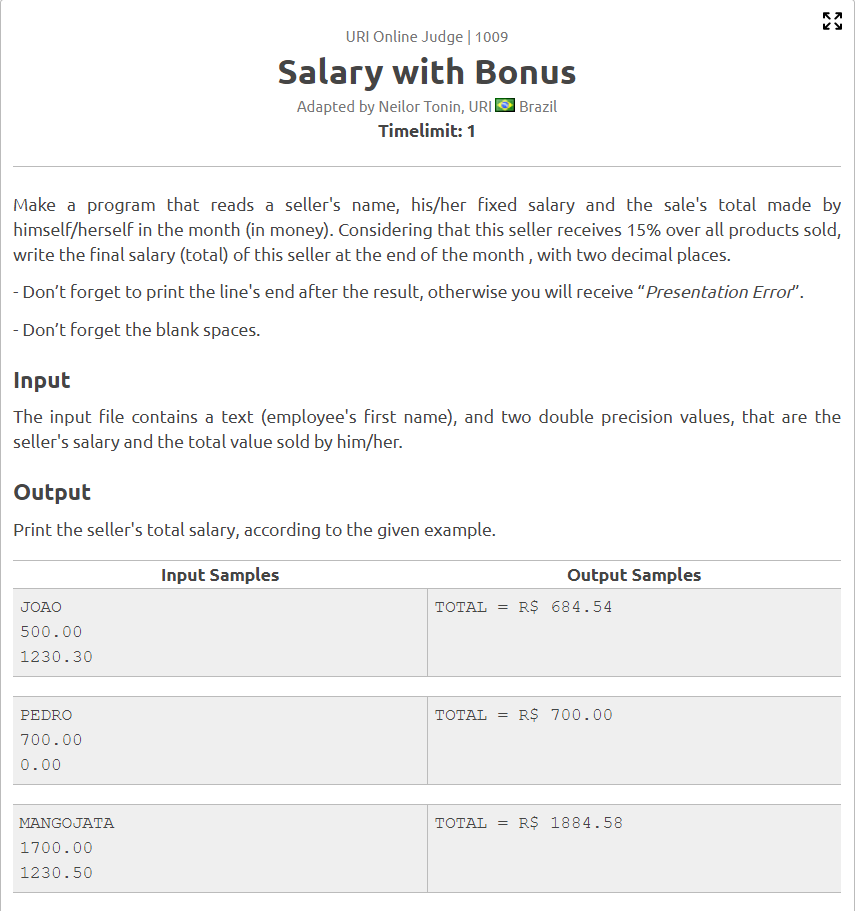 URI Online Judge | 1009
Salary with Bonus
Adapted by Neilor Tonin, URI Brazil
Timelimit: 1
Make a program that reads a seller's name, his/her fixed salary and the sale's total made by
himself/herself in the month (in money). Considering that this seller receives 15% over all products sold,
write the final salary (total) of this seller at the end of the month , with two decimal places.
- Don’t forget to print the line's end after the result, otherwise you will receive “Presentation Error”.
- Don’t forget the blank spaces.
Input
The input file contains a text (employee's first name), and two double precision values, that are the
seller's salary and the total value sold by him/her.
Output
Print the seller's total salary, according to the given example.
Input Samples Output Samples
JOAO TOTAL = R$ 684.54
500.00
1230.30
PEDRO TOTAL = R$ 700.00
700.00
0.00
MANGOJATA TOTAL = R$ 1884.58
1700.00
1230.50